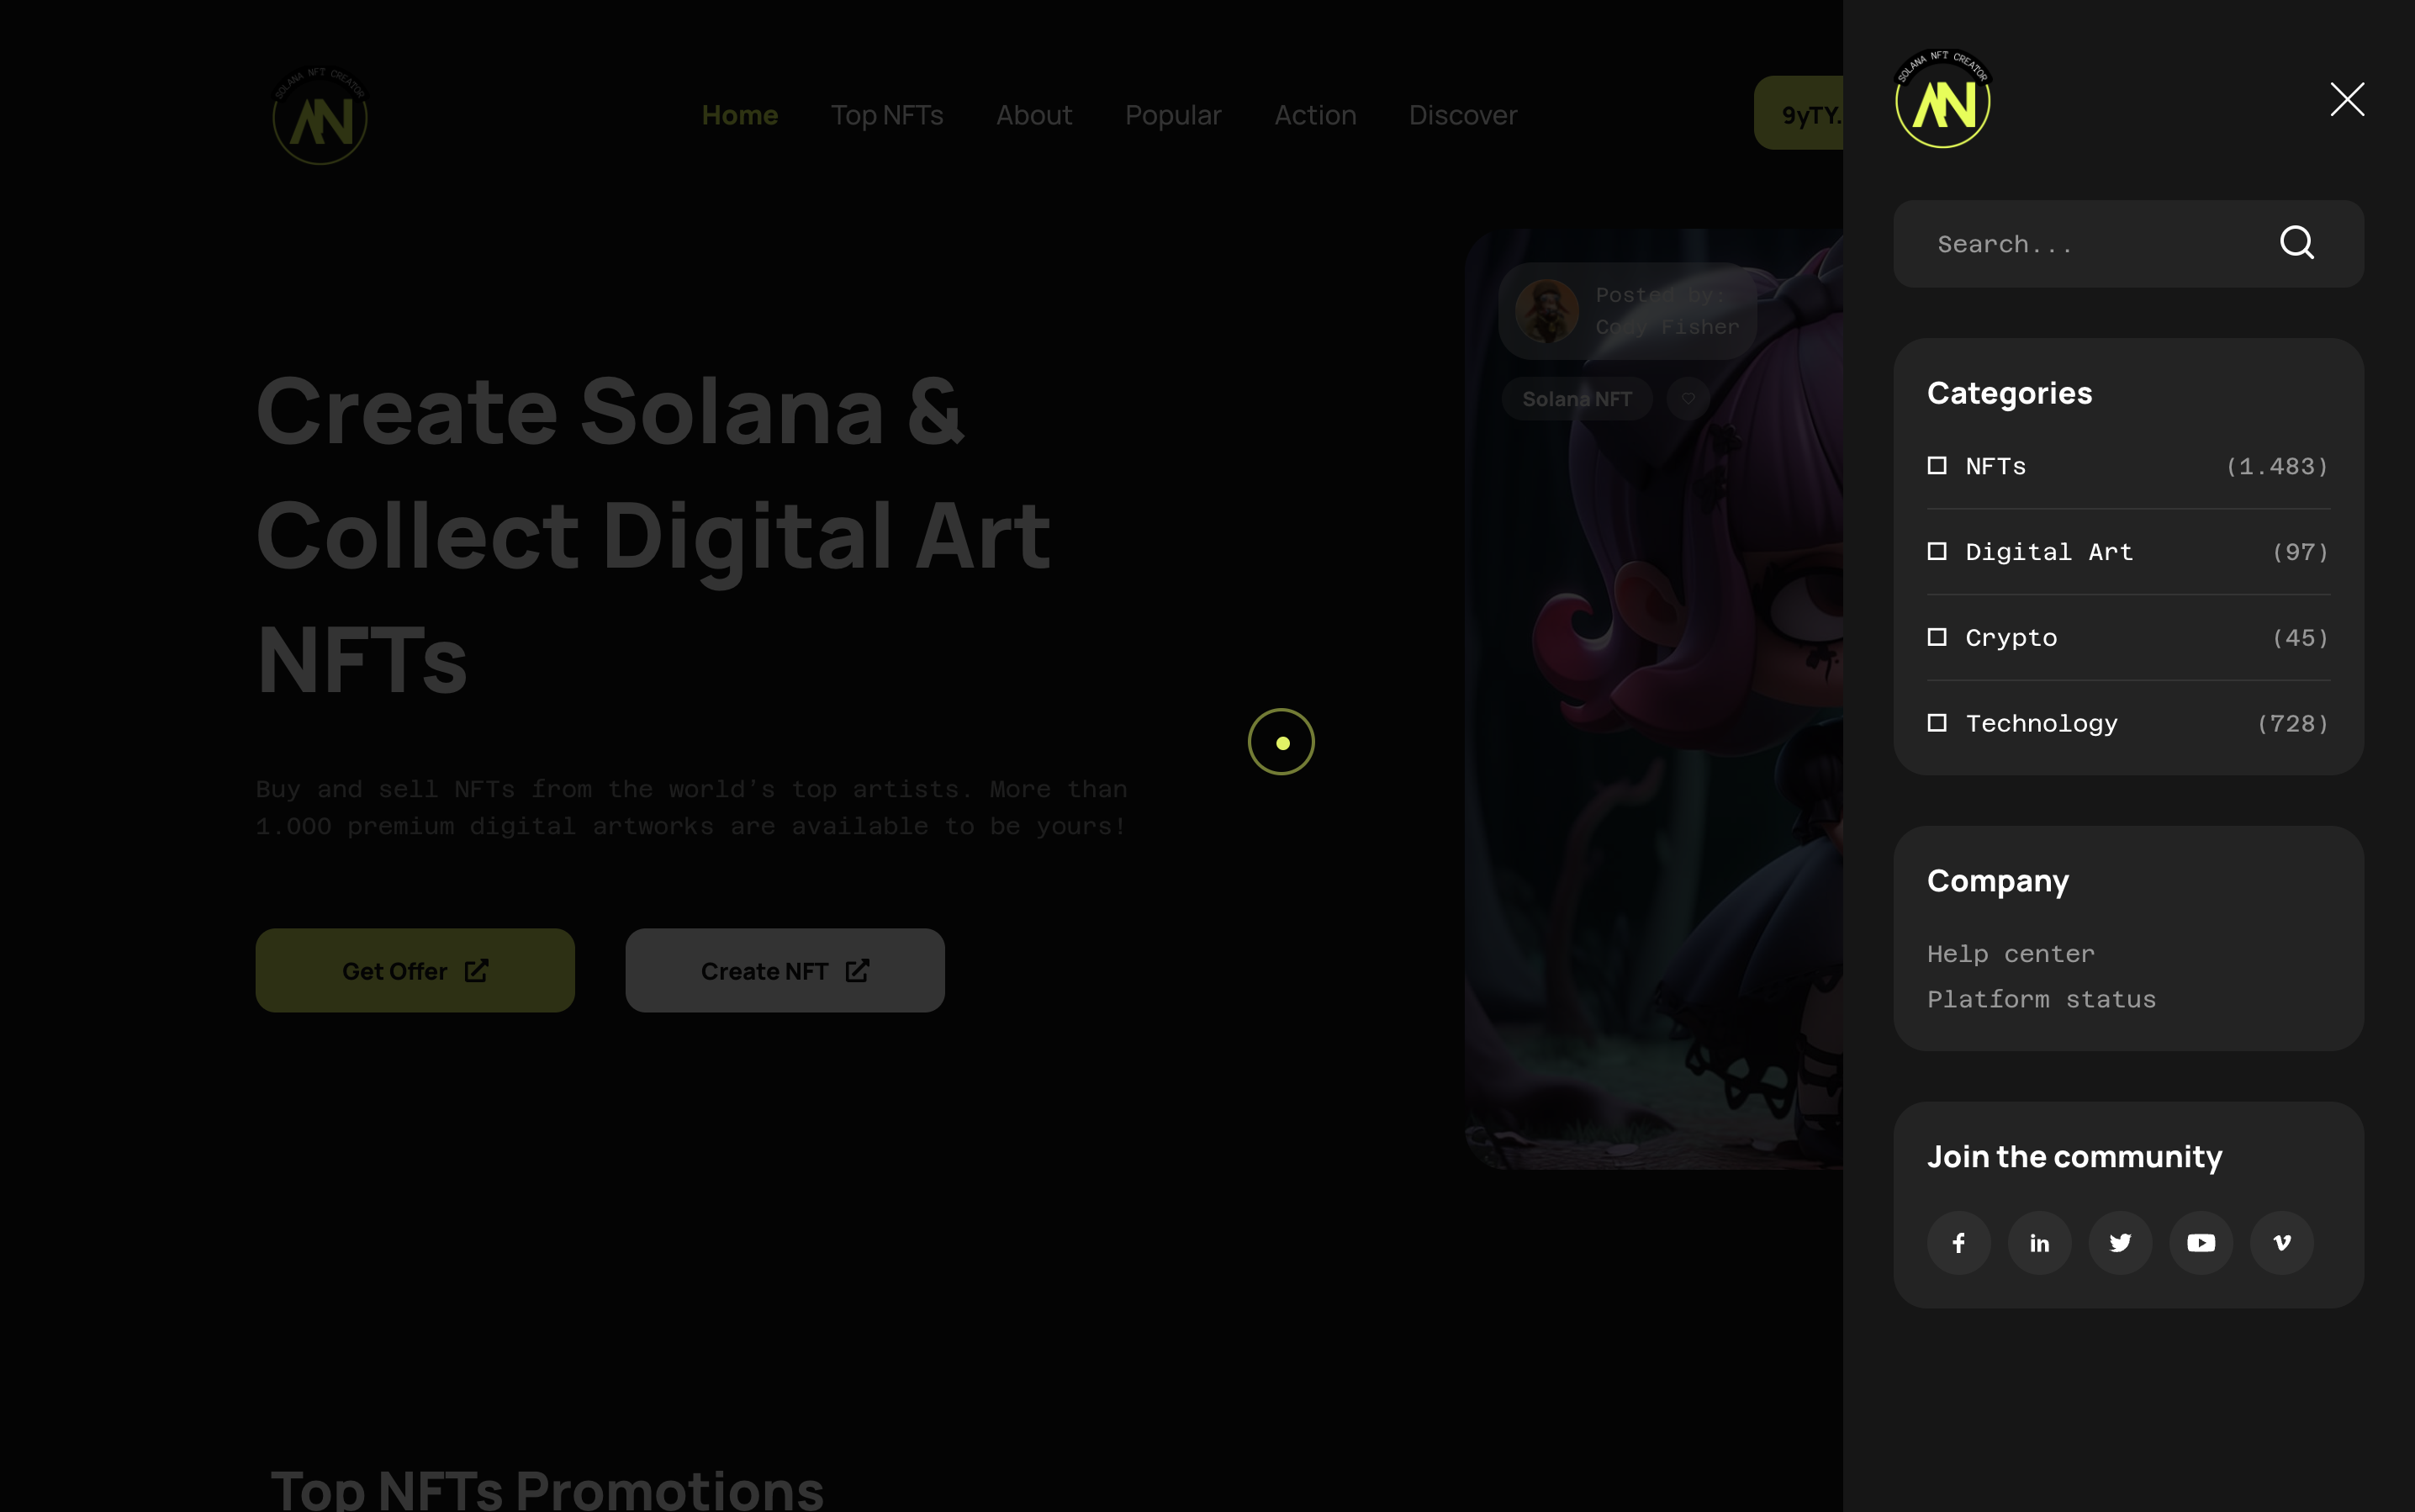 SOLANA NFT CREATOR
AN
Home
Top NFTs
About
Popular
Action
Discover
9yTY.
Create Solana &
Collect Digital Art
NFTs
Buy and sell NFTs from the world’s top artists. More than
1.000 premium digital artworks are available to be yours!
Get Offer
Create NFT
Posted by:
Cody Fisher
Solana NFT
Top NFTs Promotions
SOLANA NFT CREATOR
AN
Search...
Categories
NFTs (1.483)
Digital Art (97)
Crypto (45)
Technology (728)
Company
Help center
Platform status
Join the community